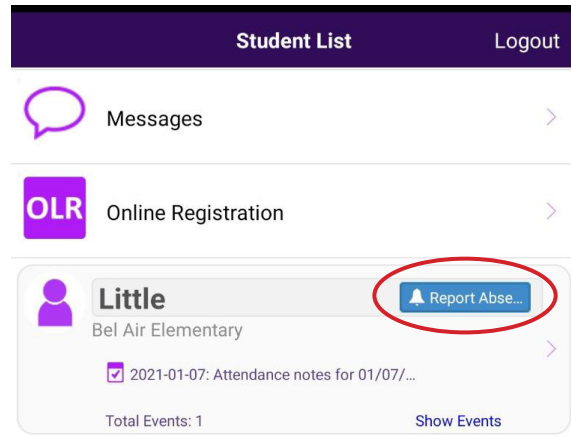 Student List Logout
Messages
OLR Online Registration
Little Report Abse...
Bel Air Elementary
2021-01-07: Attendance notes for 01/07/...
Total Events: 1 Show Events